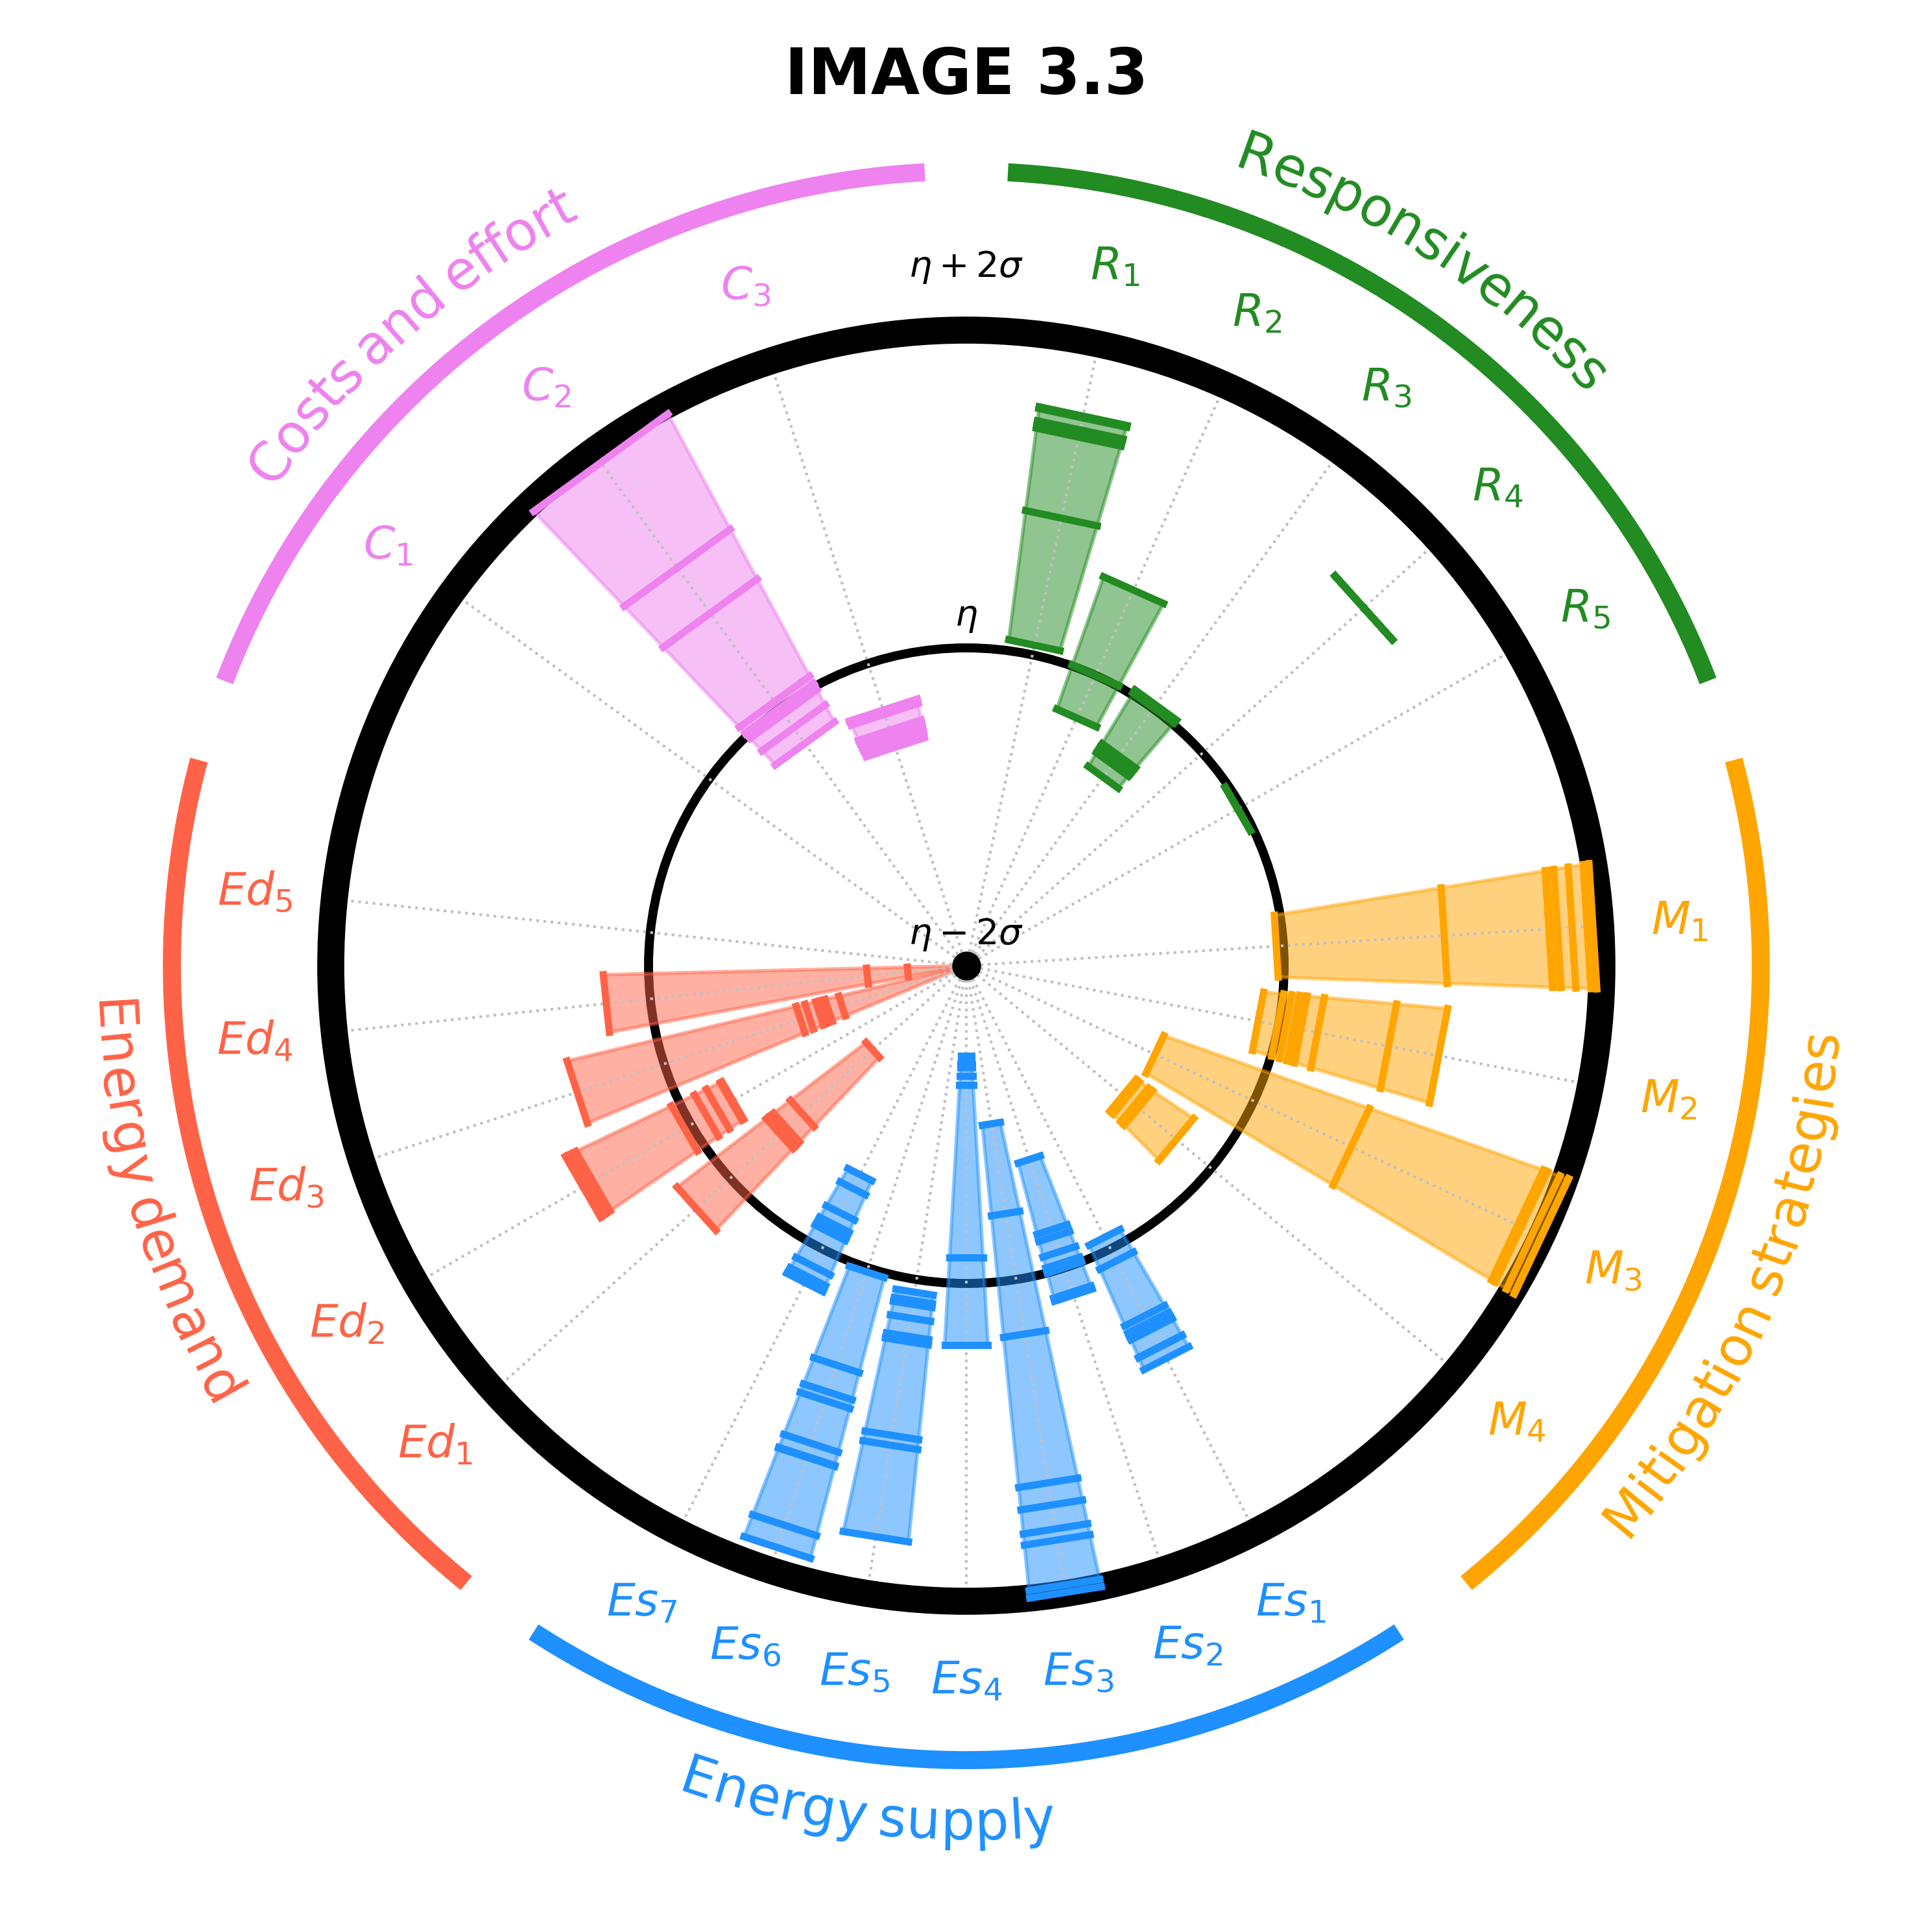 IMAGE 3.3
Responsiveness
Costs and effort
η + 2σ
R₁
C₃
R₂
C₂
R₃
R₄
C₁
η
R₅
Ed₅
M₁
η − 2σ
Ed₄
M₂
Ed₃
M₃
Energy demand
Mitigation strategies
Ed₂
M₄
Ed₁
Es₇
Es₆
Es₅
Es₄
Es₃
Es₂
Es₁
Energy supply